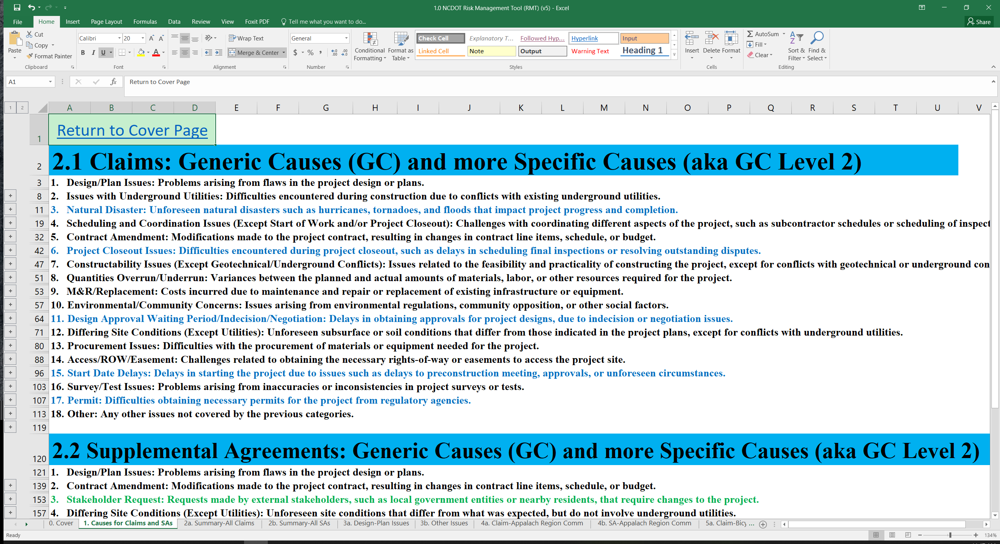 1.0 NCDOT Risk Management Tool (RMT) (v5) - Excel
File Home Insert Page Layout Formulas Data Review View Foxit PDF Tell me what you want to do... Share
Paste
Cut
Copy
Format Painter
Clipboard
Calibri 20
B I U
Font
Wrap Text
Merge & Center
Alignment
General
$ % ,
Number
Conditional Formatting
Format as Table
Check Cell Explanatory T... Followed Hyp... Hyperlink Input
Linked Cell Note Output Warning Text Heading 1
Styles
Insert Delete Format
Cells
AutoSum
Fill
Clear
Sort & Filter
Find & Select
Editing
A1 fx Return to Cover Page
1 2 A B C D E F G H I J K L M N O P Q R S T U V
1 Return to Cover Page
2 2.1 Claims: Generic Causes (GC) and more Specific Causes (aka GC Level 2)
3 1. Design/Plan Issues: Problems arising from flaws in the project design or plans.
8 2. Issues with Underground Utilities: Difficulties encountered during construction due to conflicts with existing underground utilities.
11 3. Natural Disaster: Unforeseen natural disasters such as hurricanes, tornadoes, and floods that impact project progress and completion.
19 4. Scheduling and Coordination Issues (Except Start of Work and/or Project Closeout): Challenges with coordinating different aspects of the project, such as subcontractor schedules or scheduling of inspect
32 5. Contract Amendment: Modifications made to the project contract, resulting in changes in contract line items, schedule, or budget.
42 6. Project Closeout Issues: Difficulties encountered during project closeout, such as delays in scheduling final inspections or resolving outstanding disputes.
47 7. Constructability Issues (Except Geotechnical/Underground Conflicts): Issues related to the feasibility and practicality of constructing the project, except for conflicts with geotechnical or underground con
51 8. Quantities Overrun/Underrun: Variances between the planned and actual amounts of materials, labor, or other resources required for the project.
53 9. M&R/Replacement: Costs incurred due to maintenance and repair or replacement of existing infrastructure or equipment.
57 10. Environmental/Community Concerns: Issues arising from environmental regulations, community opposition, or other social factors.
64 11. Design Approval Waiting Period/Indecision/Negotiation: Delays in obtaining approvals for project designs, due to indecision or negotiation issues.
71 12. Differing Site Conditions (Except Utilities): Unforeseen subsurface or soil conditions that differ from those indicated in the project plans, except for conflicts with underground utilities.
80 13. Procurement Issues: Difficulties with the procurement of materials or equipment needed for the project.
88 14. Access/ROW/Easement: Challenges related to obtaining the necessary rights-of-way or easements to access the project site.
96 15. Start Date Delays: Delays in starting the project due to issues such as delays to preconstruction meeting, approvals, or unforeseen circumstances.
103 16. Survey/Test Issues: Problems arising from inaccuracies or inconsistencies in project surveys or tests.
107 17. Permit: Difficulties obtaining necessary permits for the project from regulatory agencies.
113 18. Other: Any other issues not covered by the previous categories.
119
120 2.2 Supplemental Agreements: Generic Causes (GC) and more Specific Causes (aka GC Level 2)
121 1. Design/Plan Issues: Problems arising from flaws in the project design or plans.
139 2. Contract Amendment: Modifications made to the project contract, resulting in changes in contract line items, schedule, or budget.
153 3. Stakeholder Request: Requests made by external stakeholders, such as local government entities or nearby residents, that require changes to the project.
157 4. Differing Site Conditions (Except Utilities): Unforeseen site conditions that differ from what was expected, but do not involve underground utilities.
0. Cover 1. Causes for Claims and SAs 2a. Summary-All Claims 2b. Summary-All SAs 3a. Design-Plan Issues 3b. Other Issues 4a. Claim-Appalach Region Comm 4b. SA-Appalach Region Comm 5a. Claim-Bicy ...
Ready 134%